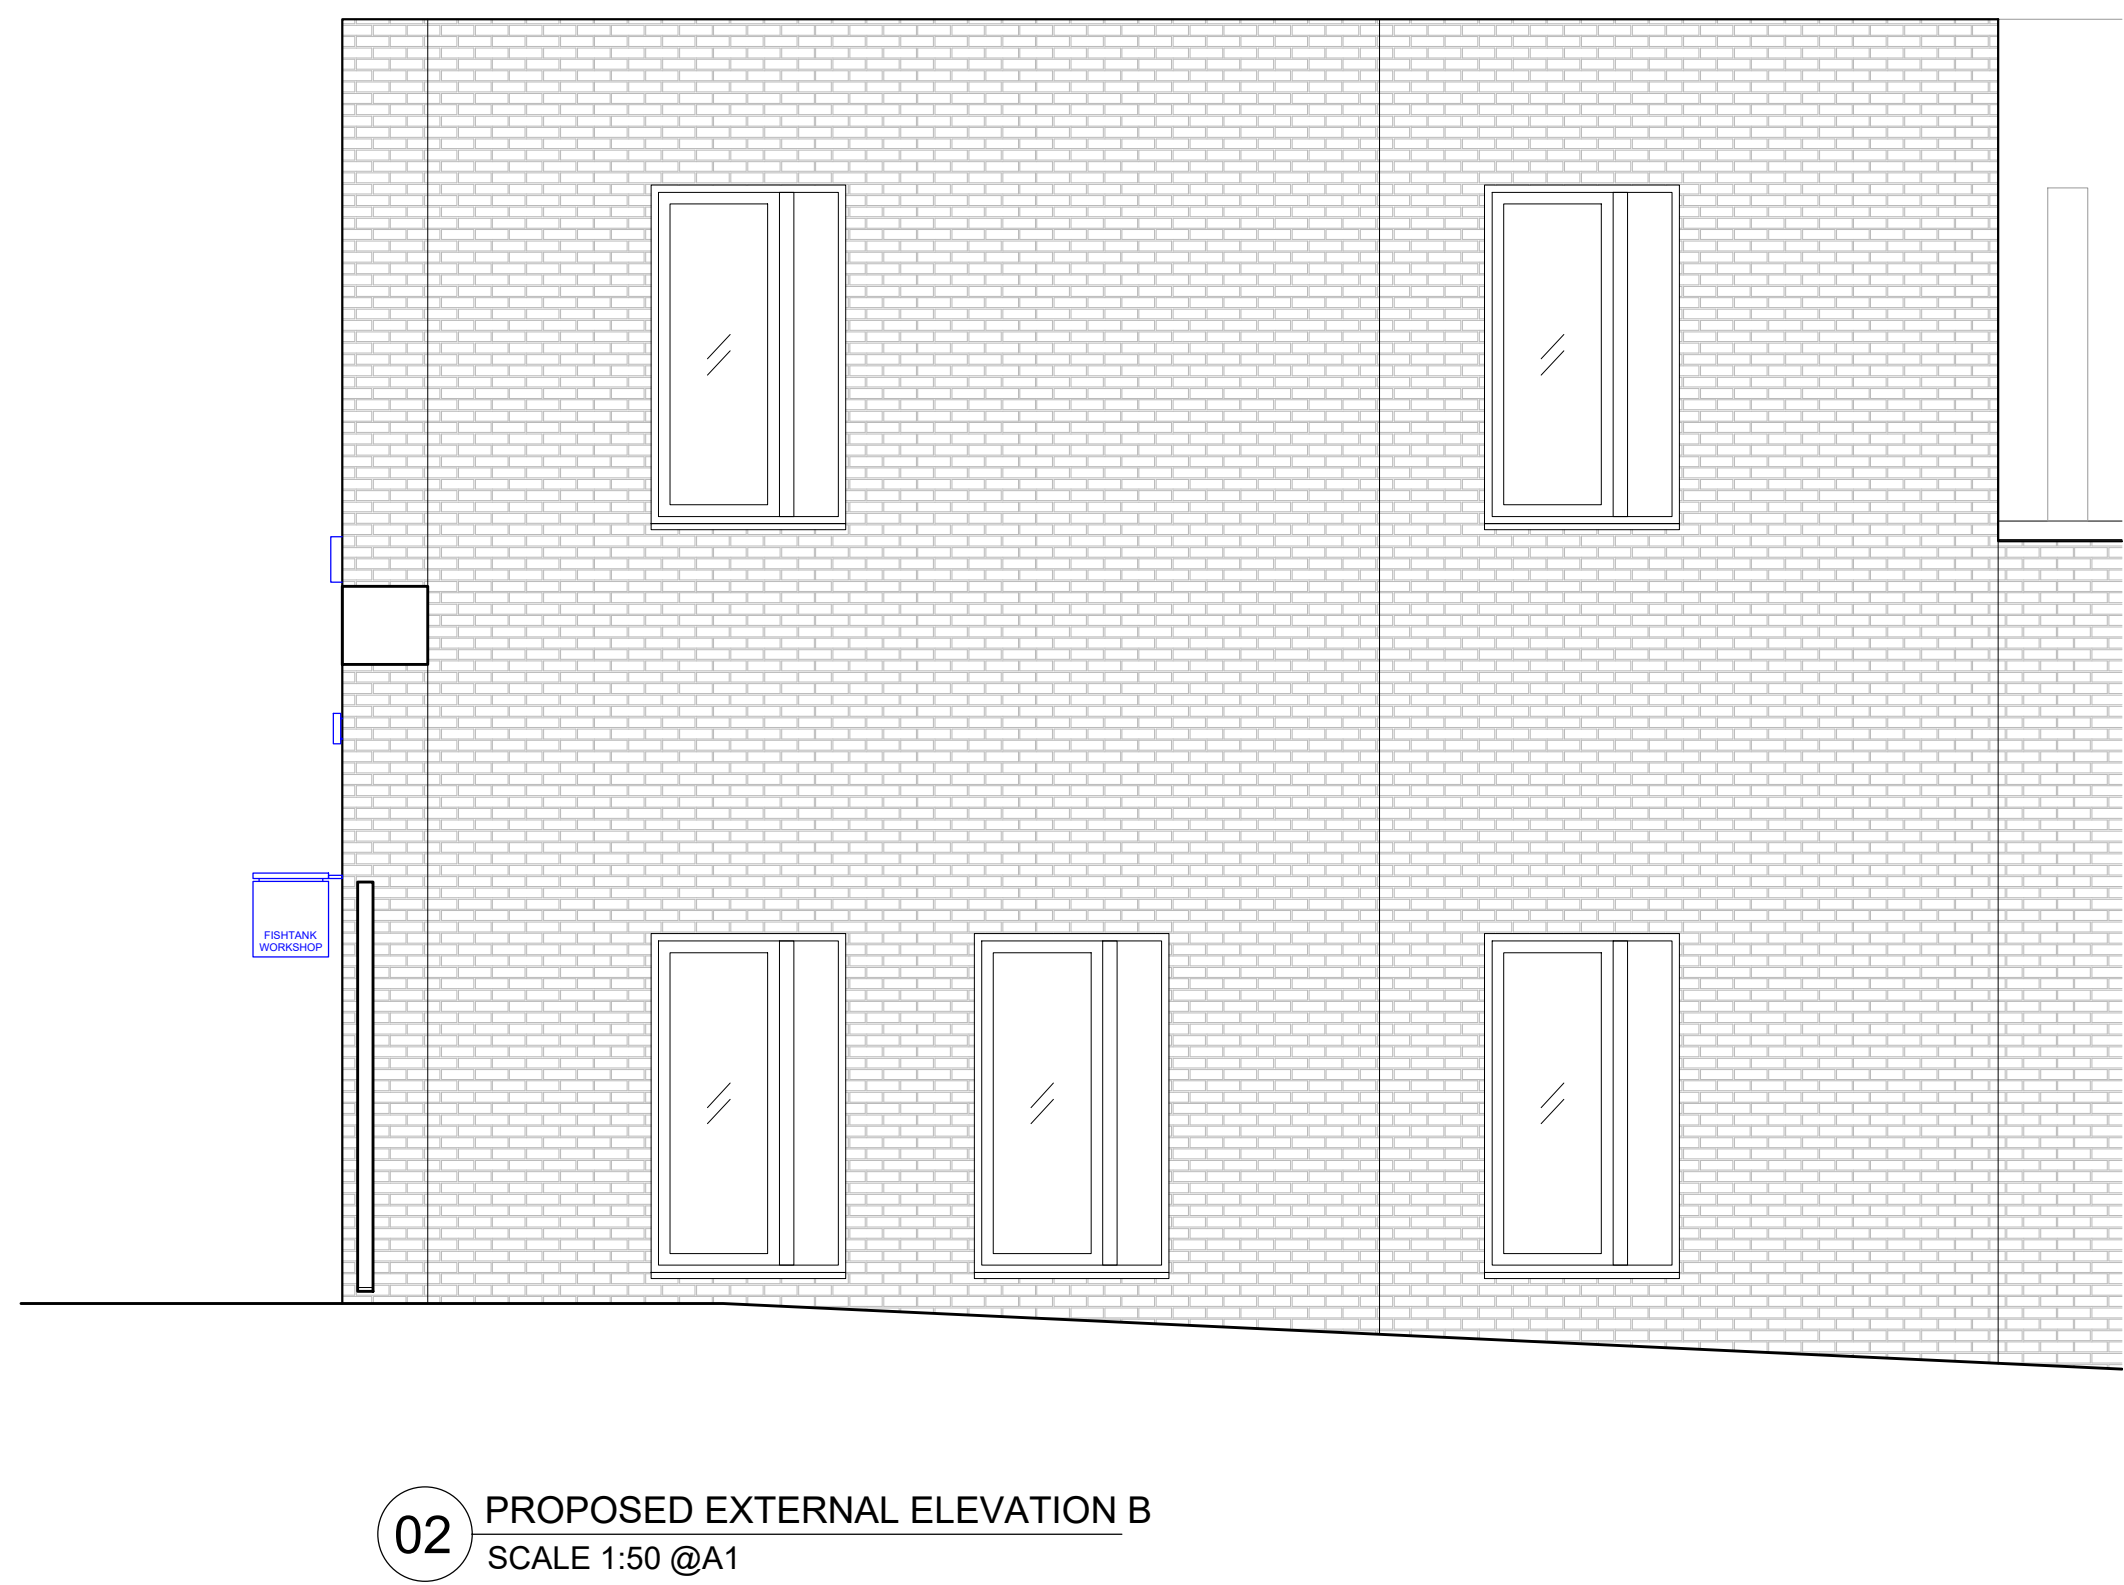 FISHTANK
WORKSHOP
02
PROPOSED EXTERNAL ELEVATION B
SCALE 1:50 @A1